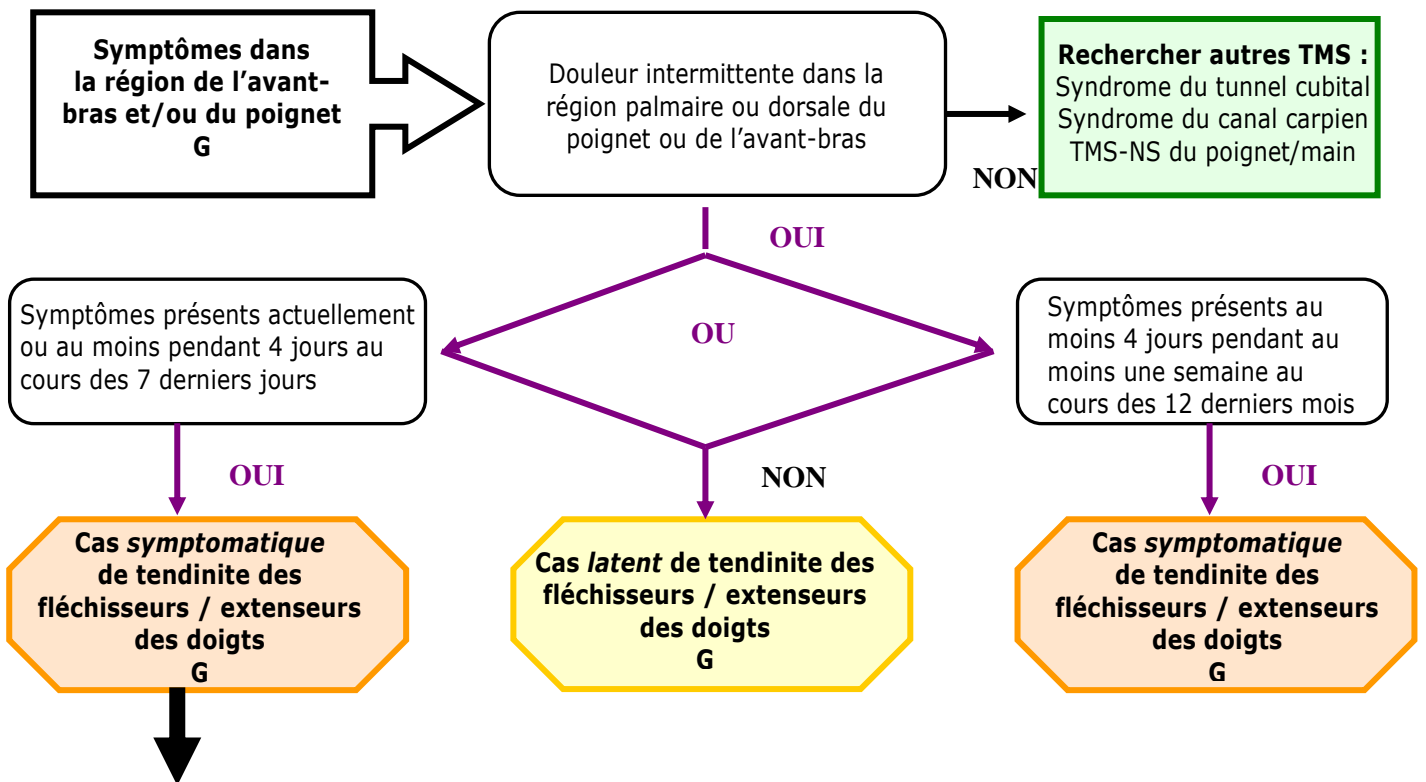 Symptômes dans
la région de l’avant-
bras et/ou du poignet
G
Douleur intermittente dans la
région palmaire ou dorsale du
poignet ou de l’avant-bras
Rechercher autres TMS :
Syndrome du tunnel cubital
Syndrome du canal carpien
TMS-NS du poignet/main
NON
OUI
Symptômes présents actuellement
ou au moins pendant 4 jours au
cours des 7 derniers jours
OU
Symptômes présents au
moins 4 jours pendant au
moins une semaine au
cours des 12 derniers mois
OUI
NON
OUI
Cas symptomatique
de tendinite des
fléchisseurs / extenseurs
des doigts
G
Cas latent de tendinite des
fléchisseurs / extenseurs
des doigts
G
Cas symptomatique
de tendinite des
fléchisseurs / extenseurs
des doigts
G